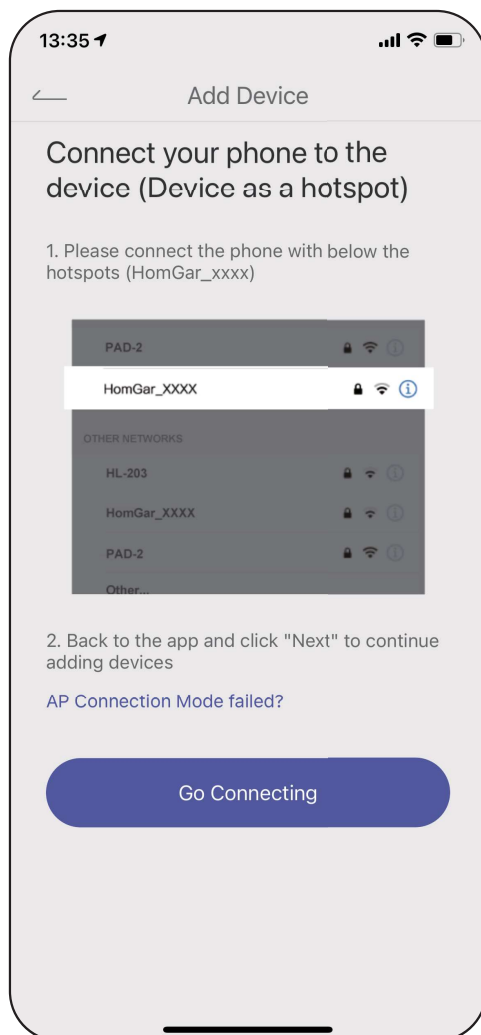 13:35
Add Device
Connect your phone to the
device (Device as a hotspot)
1. Please connect the phone with below the
hotspots (HomGar_xxxx)
PAD-2
HomGar_XXXX
OTHER NETWORKS
HL-203
HomGar_XXXX
PAD-2
Other...
2. Back to the app and click "Next" to continue
adding devices
AP Connection Mode failed?
Go Connecting